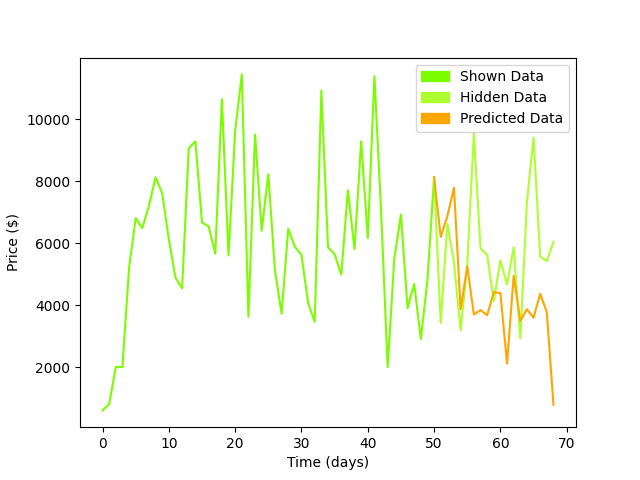 Shown Data
Hidden Data
Predicted Data
10000
8000
6000
4000
2000
Price ($)
0 10 20 30 40 50 60 70
Time (days)